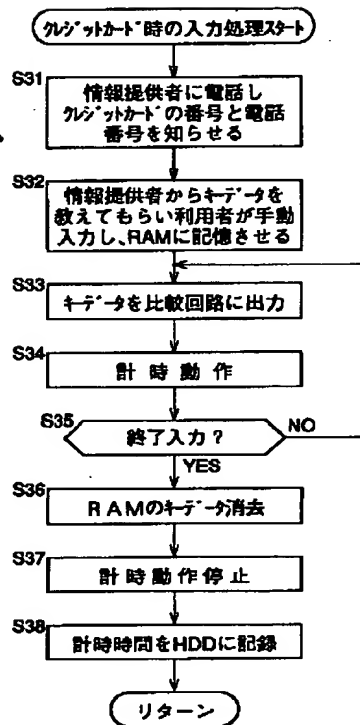 クレジットカード時の入力処理スタート
S31
情報提供者に電話し
クレジットカードの番号と電話
番号を知らせる
S32
情報提供者からキーデータを
教えてもらい利用者が手動
入力し、RAMに記憶させる
S33
キーデータを比較回路に出力
S34
計時動作
S35
終了入力?
NO
YES
S36
RAMのキーデータ消去
S37
計時動作停止
S38
計時時間をHDDに記録
リターン